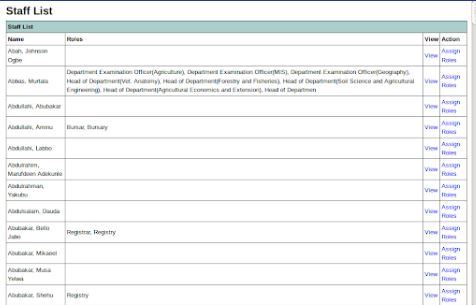 Staff List
Staff List
Name Roles View Action
Abah, Johnson Ogbe View Assign Roles
Abbas, Murtala Department Examination Officer(Agriculture), Department Examination Officer(MIS), Department Examination Officer(Geography),
Head of Department(Vet. Anatomy), Head of Department(Forestry and Fisheries), Head of Department(Soil Science and Agricultural
Engineering), Head of Department(Agricultural Economics and Extension), Head of Departmen View Assign Roles
Abdullahi, Abubakar View Assign Roles
Abdullahi, Aminu Bursar, Bursary View Assign Roles
Abdullahi, Labbo View Assign Roles
Abdulrahim, Marufdeen Adekunle View Assign Roles
Abdulrahman, Yakubu View Assign Roles
Abdulsalam, Dauda View Assign Roles
Abubakar, Bello Jabo Registrar, Registry View Assign Roles
Abubakar, Mikailel View Assign Roles
Abubakar, Musa Yelwa View Assign Roles
Abubakar, Shehu Registry View Assign Roles